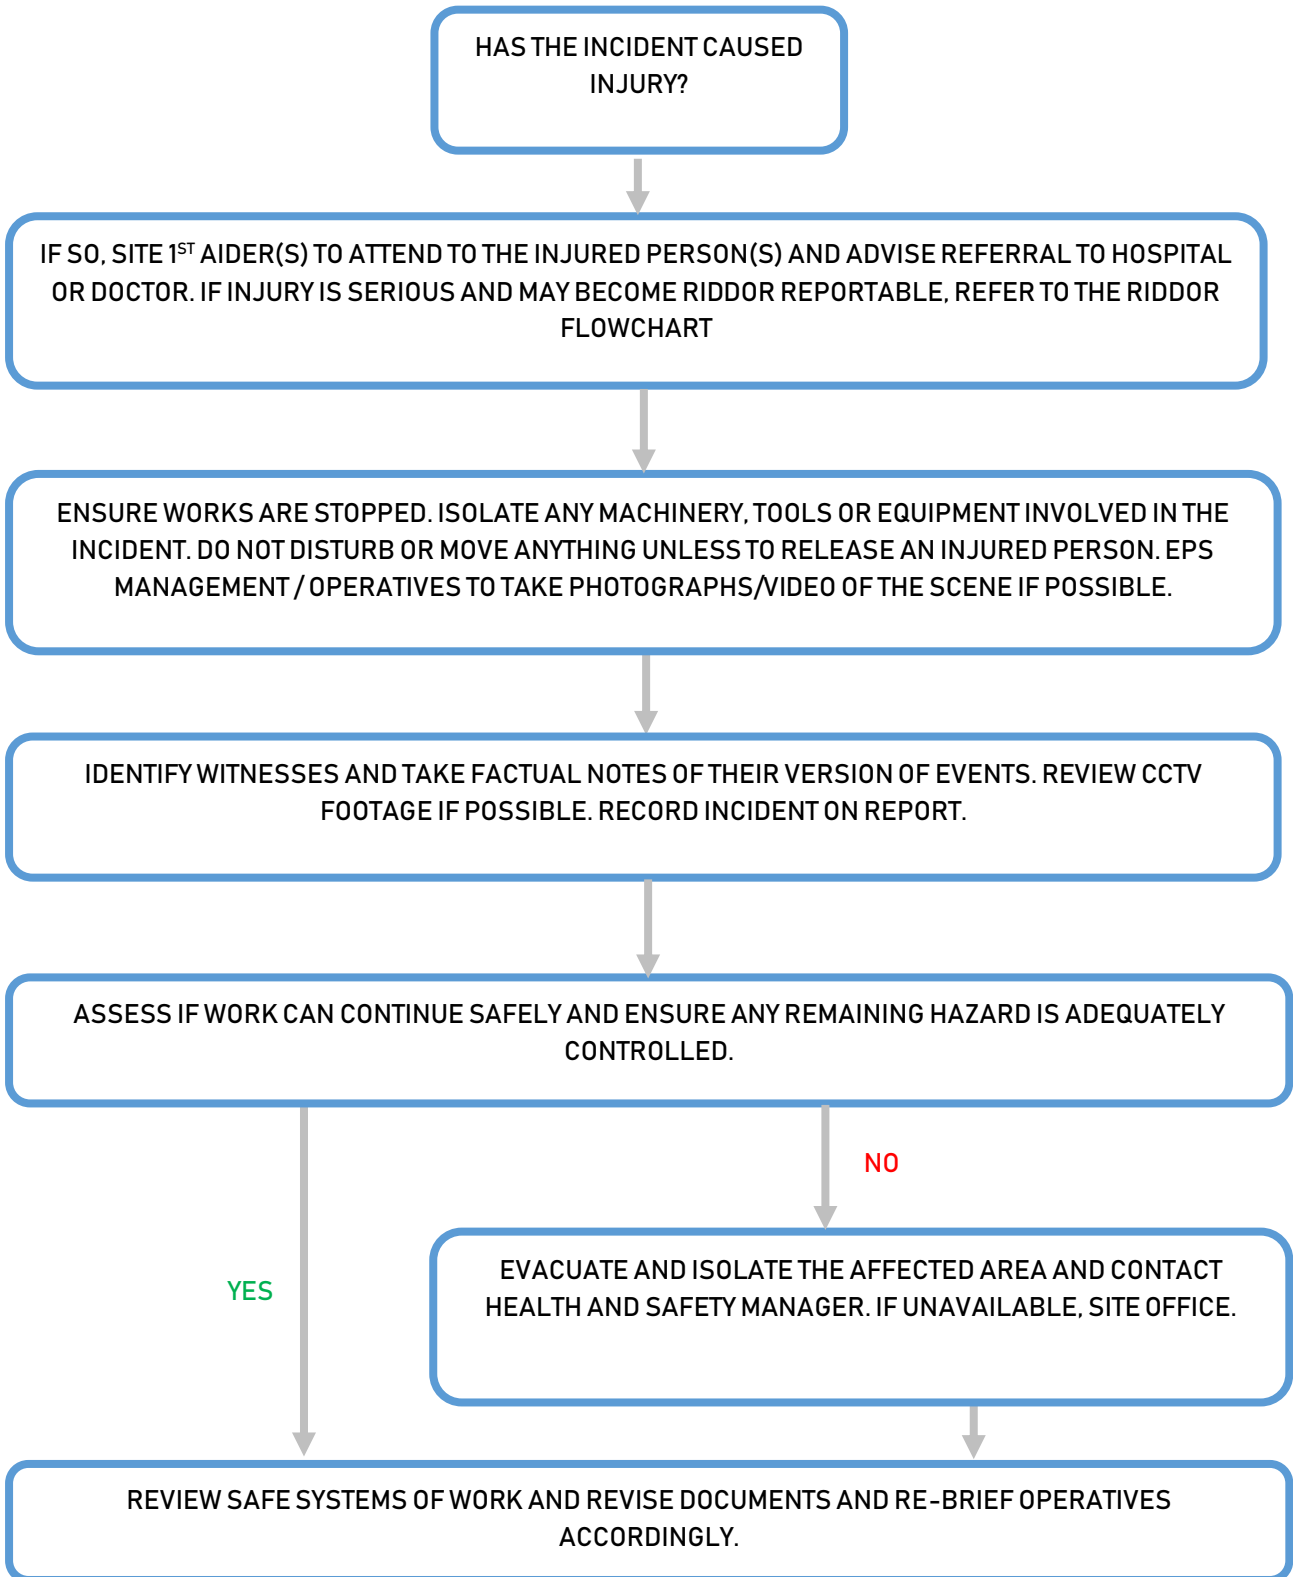 HAS THE INCIDENT CAUSED
INJURY?
IF SO, SITE 1ST AIDER(S) TO ATTEND TO THE INJURED PERSON(S) AND ADVISE REFERRAL TO HOSPITAL
OR DOCTOR. IF INJURY IS SERIOUS AND MAY BECOME RIDDOR REPORTABLE, REFER TO THE RIDDOR
FLOWCHART
ENSURE WORKS ARE STOPPED. ISOLATE ANY MACHINERY, TOOLS OR EQUIPMENT INVOLVED IN THE
INCIDENT. DO NOT DISTURB OR MOVE ANYTHING UNLESS TO RELEASE AN INJURED PERSON. EPS
MANAGEMENT / OPERATIVES TO TAKE PHOTOGRAPHS/VIDEO OF THE SCENE IF POSSIBLE.
IDENTIFY WITNESSES AND TAKE FACTUAL NOTES OF THEIR VERSION OF EVENTS. REVIEW CCTV
FOOTAGE IF POSSIBLE. RECORD INCIDENT ON REPORT.
ASSESS IF WORK CAN CONTINUE SAFELY AND ENSURE ANY REMAINING HAZARD IS ADEQUATELY
CONTROLLED.
NO
YES
EVACUATE AND ISOLATE THE AFFECTED AREA AND CONTACT
HEALTH AND SAFETY MANAGER. IF UNAVAILABLE, SITE OFFICE.
REVIEW SAFE SYSTEMS OF WORK AND REVISE DOCUMENTS AND RE-BRIEF OPERATIVES
ACCORDINGLY.